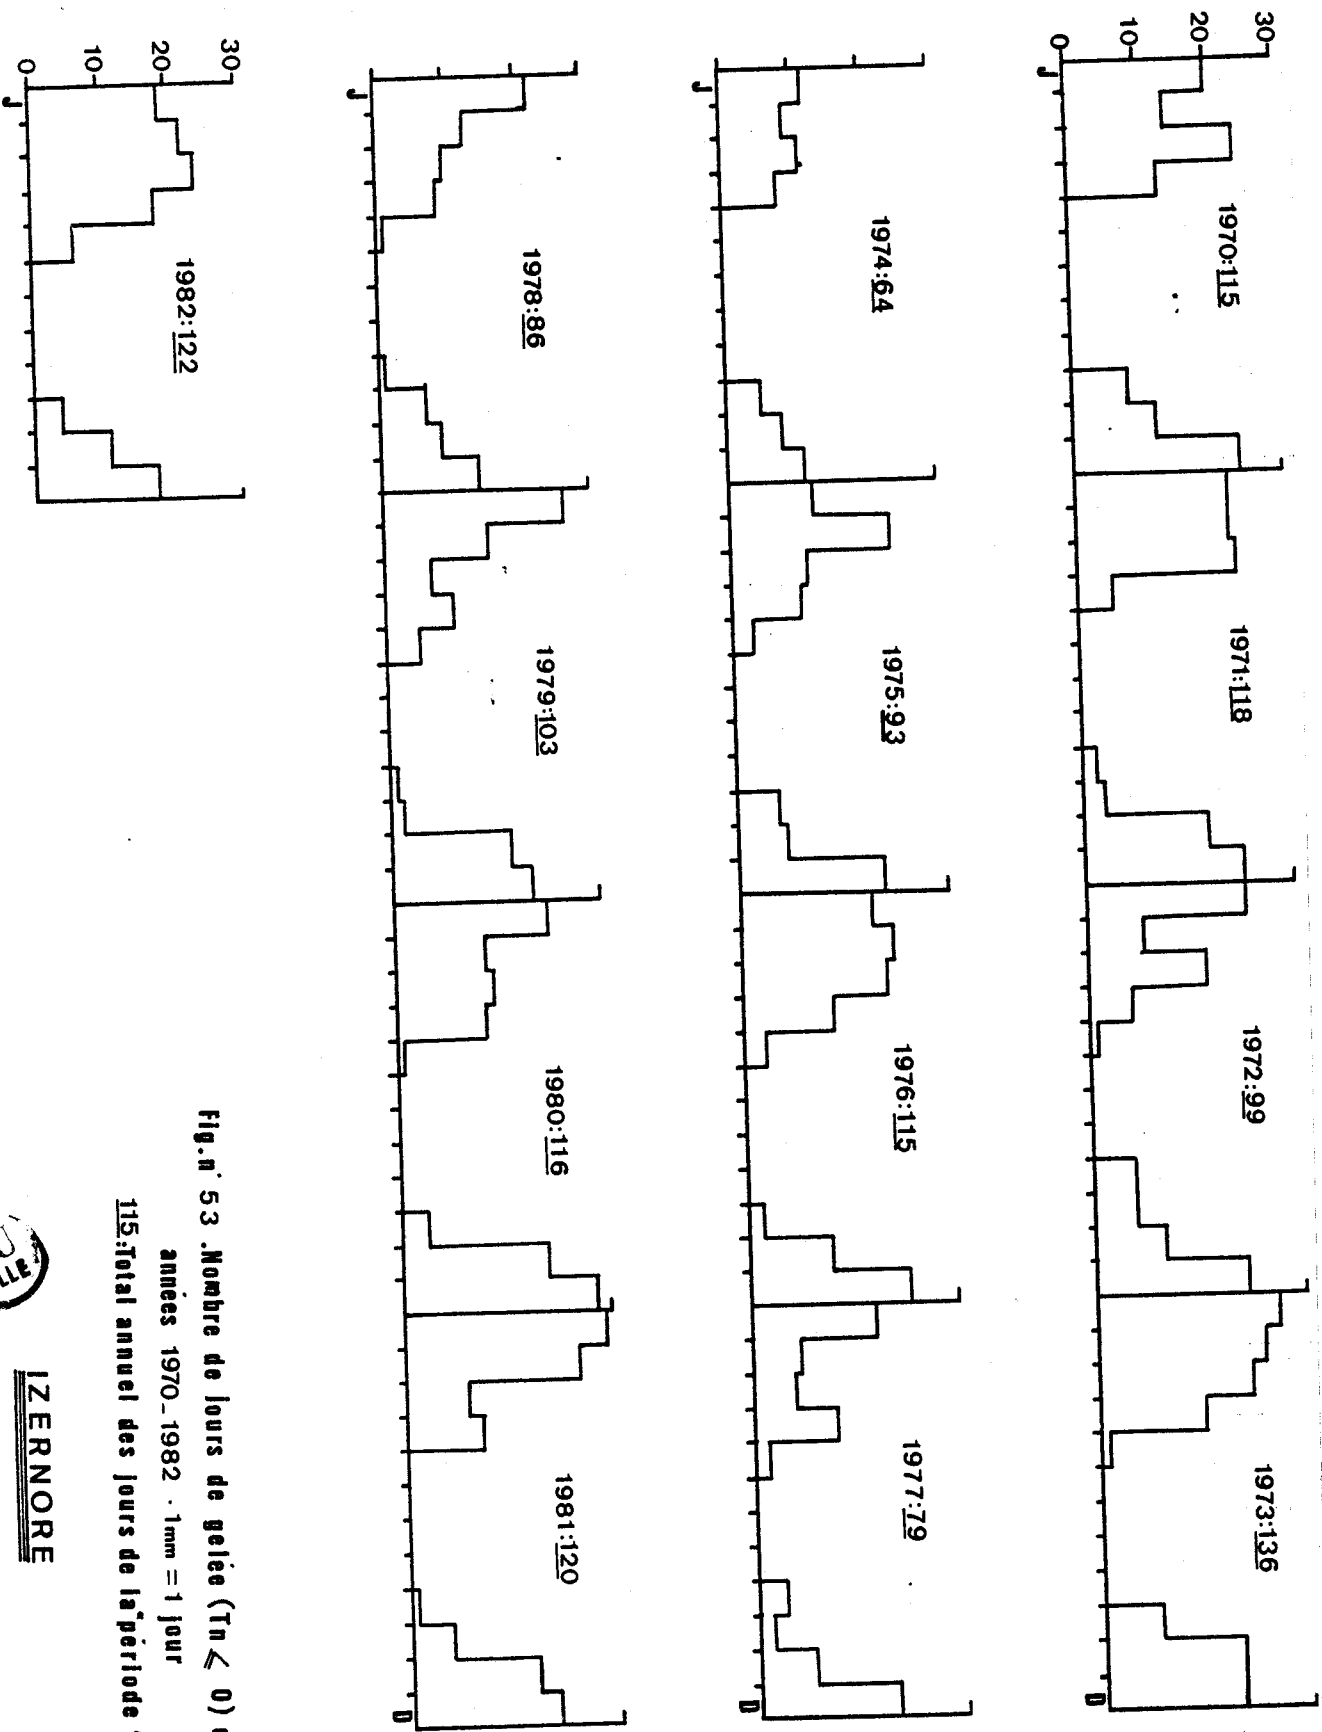 30
20
10
0
J
1970:115
1971:118
1972:99
1973:136
D
J
1974:64
1975:93
1976:115
1977:79
D
J
1978:86
1979:103
1980:116
1981:120
D
30
20
10
0
J
1982:122
Fig.n° 53 .Nombre de jours de gelée (Tn ⩽ 0)
années 1970_1982 . 1mm = 1 jour
115:Total annuel des jours de la période
IZERNORE